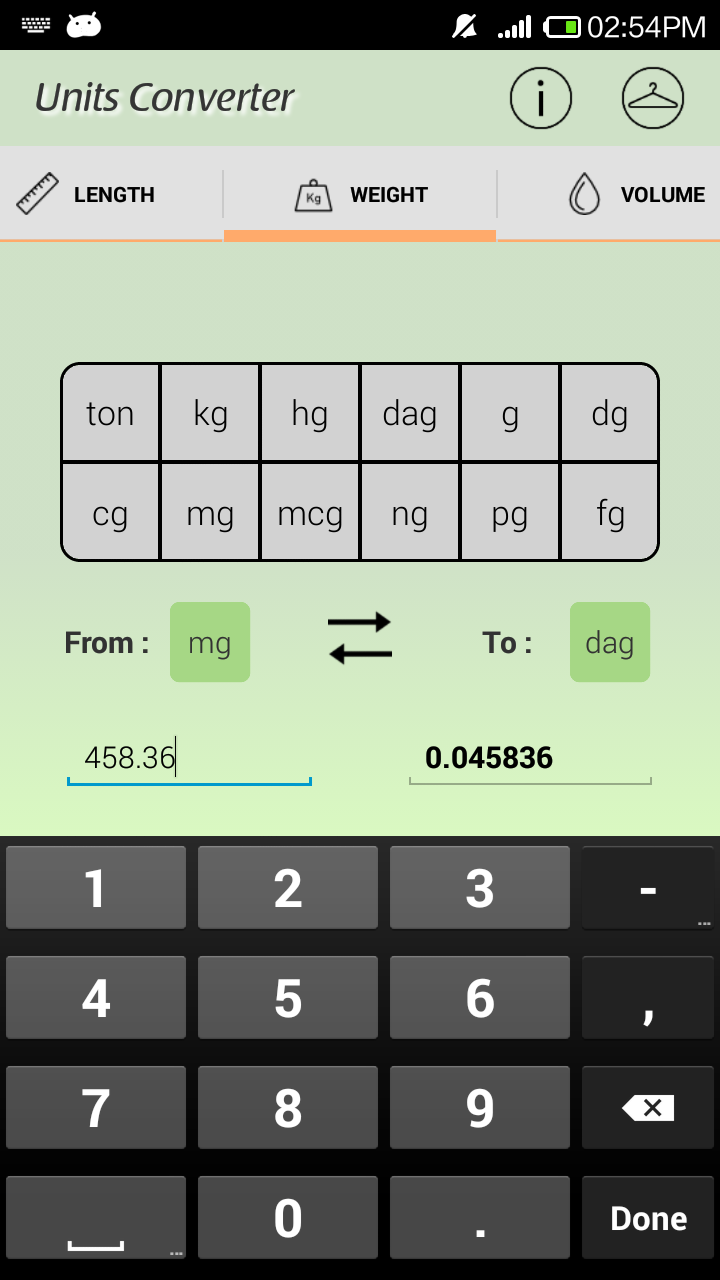 02:54PM
Units Converter
LENGTH Kg WEIGHT VOLUME
ton kg hg dag g dg
cg mg mcg ng pg fg
From : mg To : dag
458.36 0.045836
1 2 3 - ...
4 5 6 ,
7 8 9
... 0 . Done